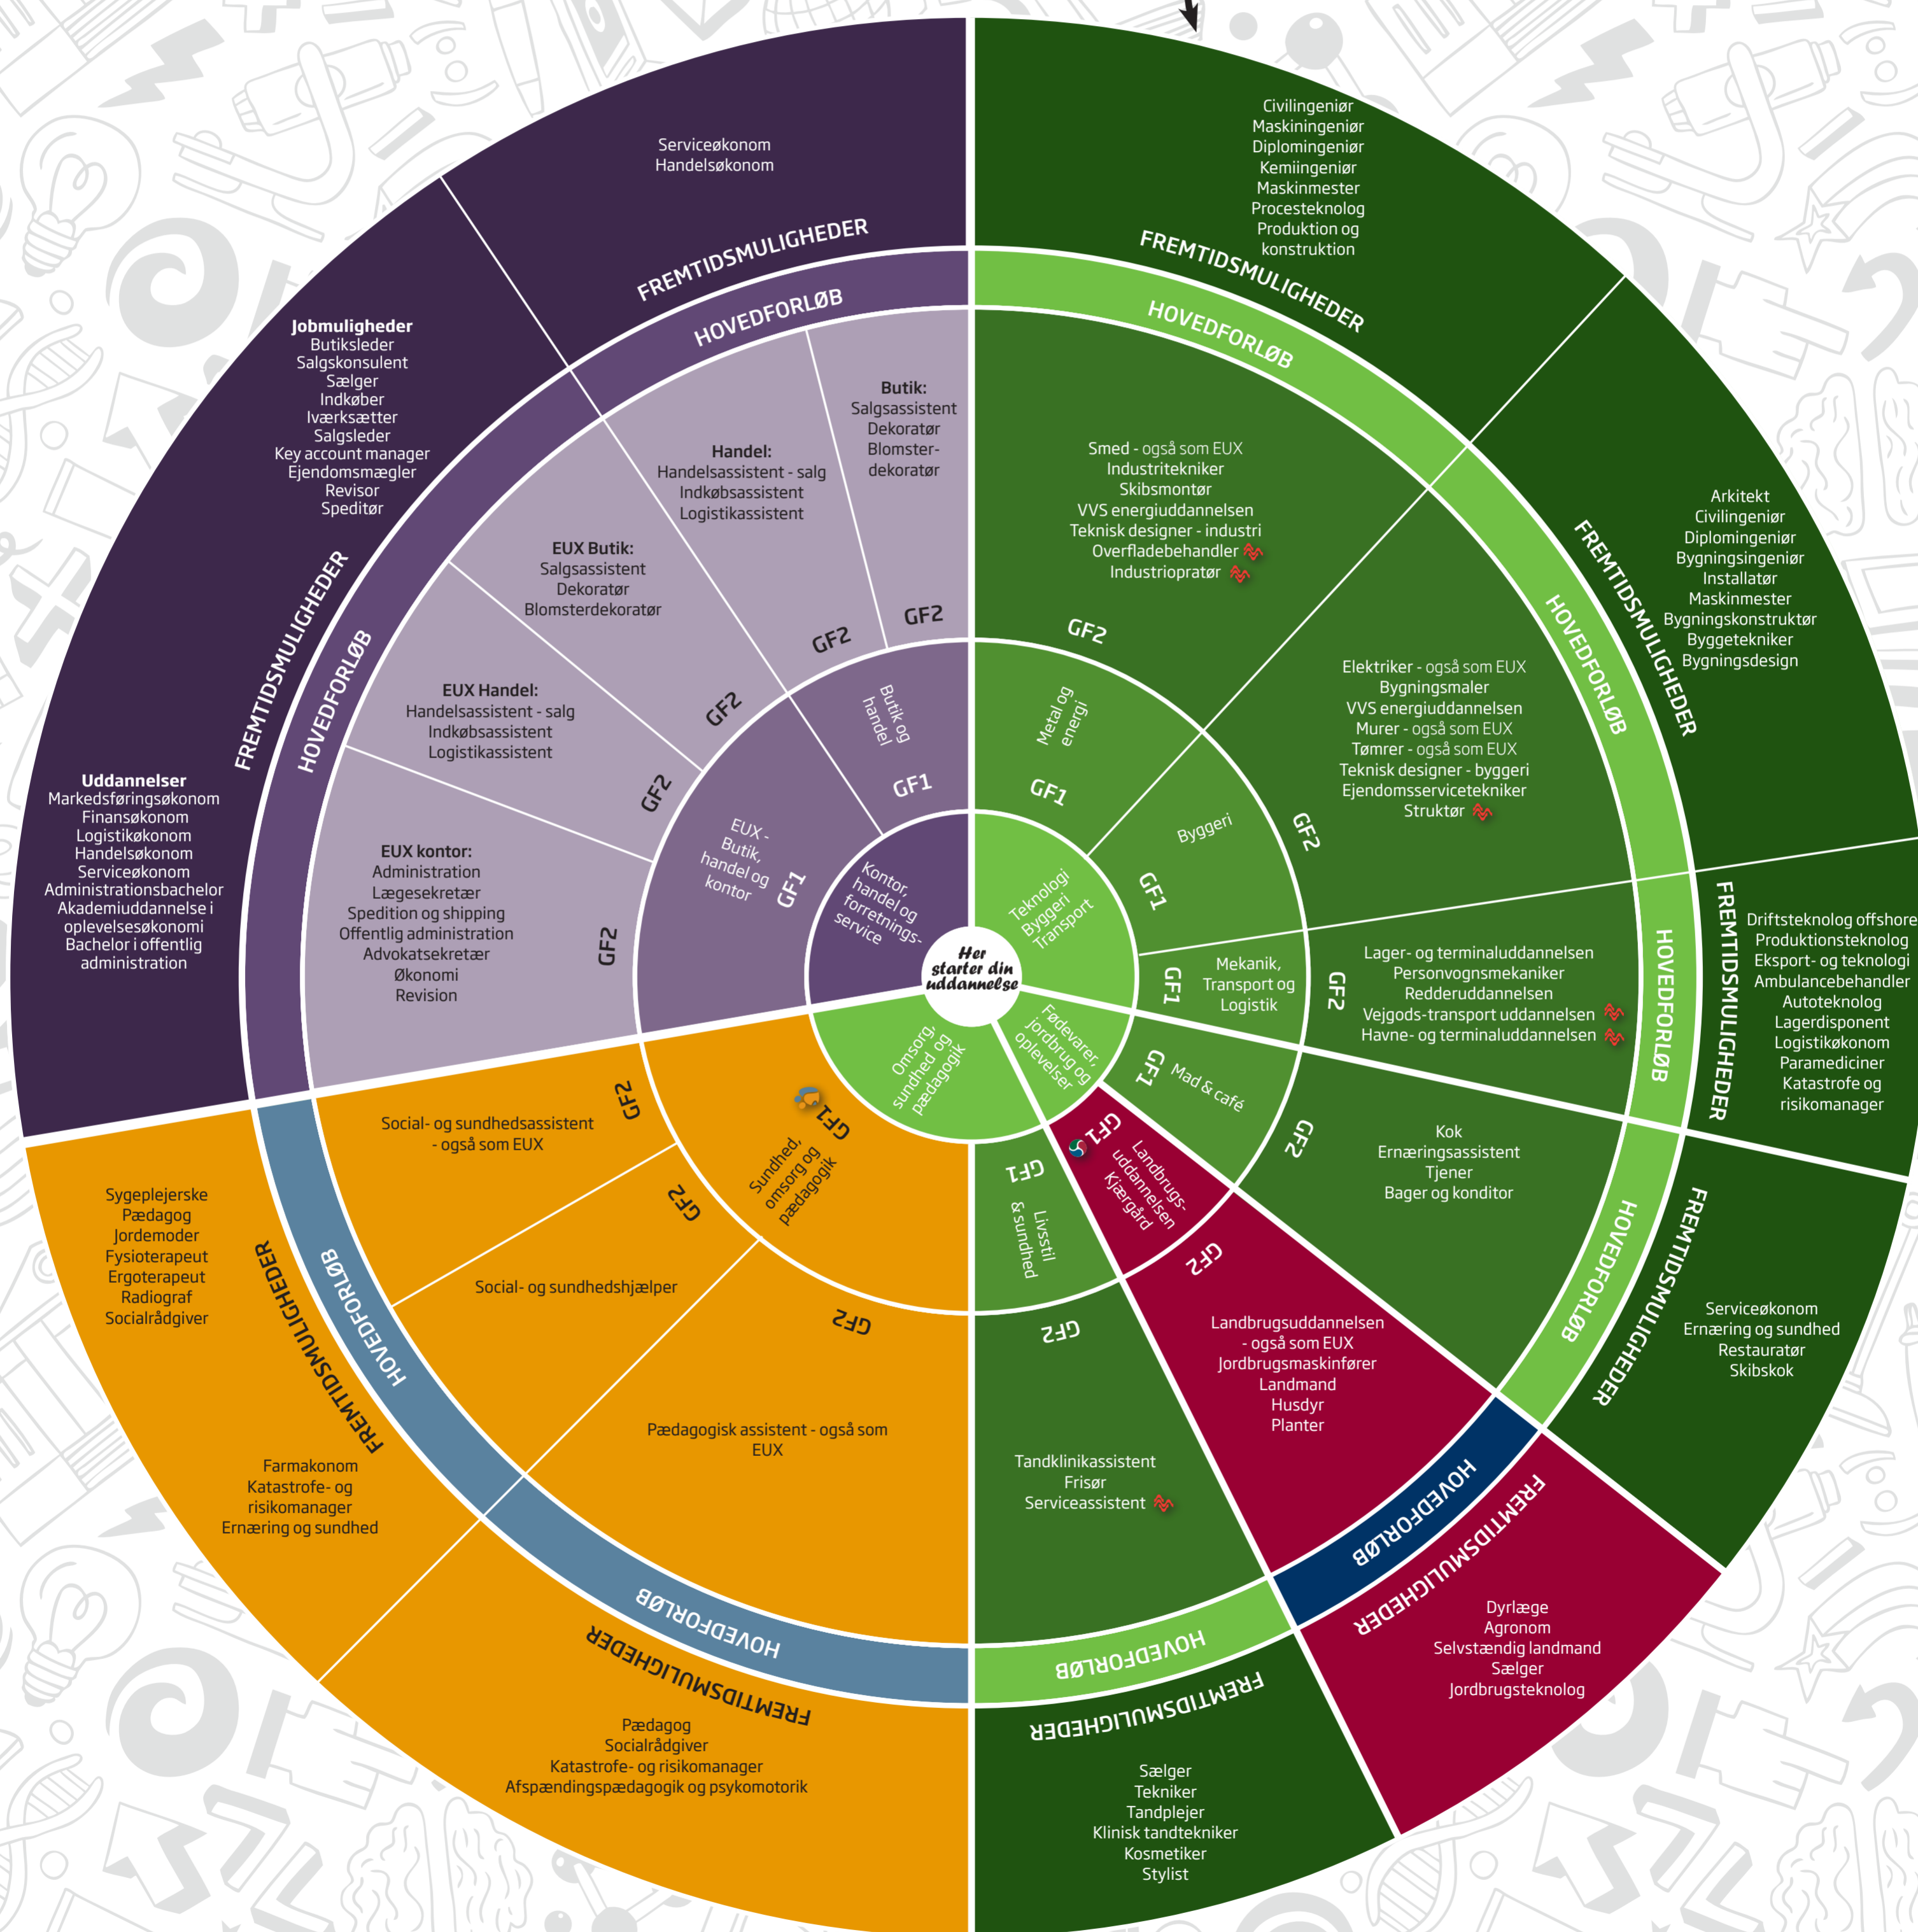 Her
starter din
uddannelse
Teknologi
Byggeri
Transport
GF1
Metal og
energi
GF2
Smed - også som EUX
Industritekniker
Skibsmontør
VVS energiuddannelsen
Teknisk designer - industri
Overfladebehandler
Industriopratør
HOVEDFORLØB
FREMTIDSMULIGHEDER
Civilingeniør
Maskiningeniør
Diplomingeniør
Kemiingeniør
Maskinmester
Procesteknolog
Produktion og
konstruktion
GF1
Byggeri
GF2
Elektriker - også som EUX
Bygningsmaler
VVS energiuddannelsen
Murer - også som EUX
Tømrer - også som EUX
Teknisk designer - byggeri
Ejendomsservicetekniker
Struktør
HOVEDFORLØB
FREMTIDSMULIGHEDER
Arkitekt
Civilingeniør
Diplomingeniør
Bygningsingeniør
Installatør
Maskinmester
Bygningskonstruktør
Byggetekniker
Bygningsdesign
GF1
Mekanik,
Transport og
Logistik
GF2
Lager- og terminaluddannelsen
Personvognsmekaniker
Redderuddannelsen
Vejgods-transport uddannelsen
Havne- og terminaluddannelsen
HOVEDFORLØB
FREMTIDSMULIGHEDER
Driftsteknolog offshore
Produktionsteknolog
Eksport- og teknologi
Ambulancebehandler
Autoteknolog
Lagerdisponent
Logistikøkonom
Paramediciner
Katastrofe og
risikomanager
Fødevarer,
jordbrug og
oplevelser
GF1
Mad & café
GF2
Kok
Ernæringsassistent
Tjener
Bager og konditor
HOVEDFORLØB
FREMTIDSMULIGHEDER
Serviceøkonom
Ernæring og sundhed
Restauratør
Skibskok
GF1
Landbrugs-
uddannelsen
Kjærgård
GF2
Landbrugsuddannelsen
- også som EUX
Jordbrugsmaskinfører
Landmand
Husdyr
Planter
HOVEDFORLØB
FREMTIDSMULIGHEDER
Dyrlæge
Agronom
Selvstændig landmand
Sælger
Jordbrugsteknolog
Omsorg,
sundhed og
pædagogik
GF1
Livsstil
& sundhed
GF2
Tandklinikassistent
Frisør
Serviceassistent
HOVEDFORLØB
FREMTIDSMULIGHEDER
Sælger
Tekniker
Tandplejer
Klinisk tandtekniker
Kosmetiker
Stylist
GF1
Sundhed,
omsorg og
pædagogik
GF2
Pædagogisk assistent - også som
EUX
HOVEDFORLØB
FREMTIDSMULIGHEDER
Pædagog
Socialrådgiver
Katastrofe- og risikomanager
Afspændingspædagogik og psykomotorik
GF2
Social- og sundhedshjælper
GF2
Social- og sundhedsassistent
- også som EUX
HOVEDFORLØB
FREMTIDSMULIGHEDER
Sygeplejerske
Pædagog
Jordemoder
Fysioterapeut
Ergoterapeut
Radiograf
Socialrådgiver
Farmakonom
Katastrofe- og
risikomanager
Ernæring og sundhed
Kontor,
handel og
forretnings-
service
GF1
EUX -
Butik,
handel og
kontor
GF2
EUX kontor:
Administration
Lægesekretær
Spedition og shipping
Offentlig administration
Advokatsekretær
Økonomi
Revision
GF2
EUX Handel:
Handelsassistent - salg
Indkøbsassistent
Logistikassistent
GF2
EUX Butik:
Salgsassistent
Dekoratør
Blomsterdekoratør
HOVEDFORLØB
FREMTIDSMULIGHEDER
Jobmuligheder
Butiksleder
Salgskonsulent
Sælger
Indkøber
Iværksætter
Salgsleder
Key account manager
Ejendomsmægler
Revisor
Speditør
Uddannelser
Markedsføringsøkonom
Finansøkonom
Logistikøkonom
Handelsøkonom
Serviceøkonom
Administrationsbachelor
Akademiuddannelse i
oplevelsesøkonomi
Bachelor i offentlig
administration
GF1
Butik og
handel
GF2
Handel:
Handelsassistent - salg
Indkøbsassistent
Logistikassistent
GF2
Butik:
Salgsassistent
Dekoratør
Blomster-
dekoratør
HOVEDFORLØB
FREMTIDSMULIGHEDER
Serviceøkonom
Handelsøkonom